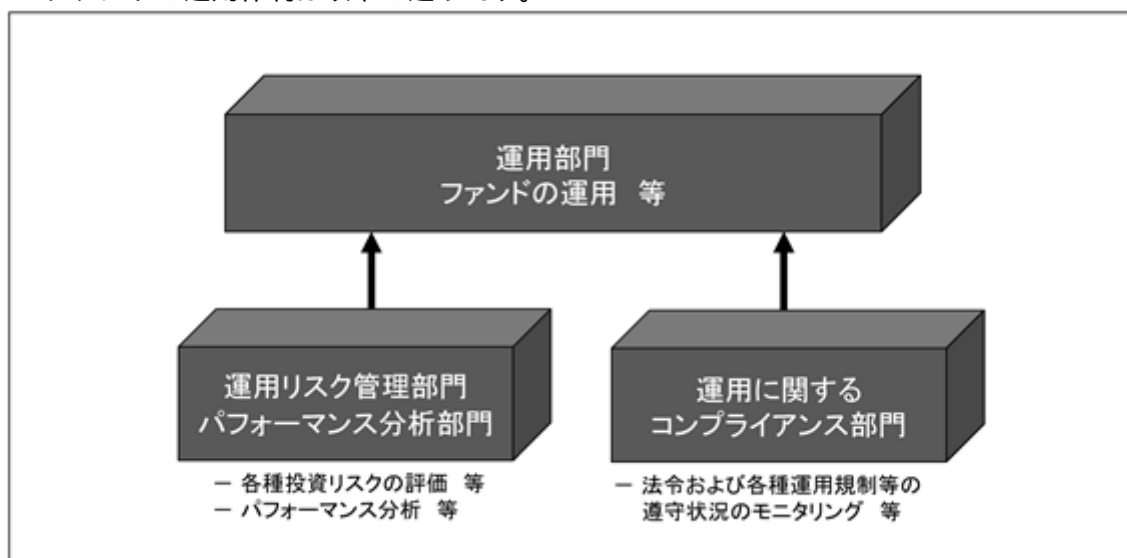 運用部門
ファンドの運用 等
運用リスク管理部門
パフォーマンス分析部門
－ 各種投資リスクの評価 等
－ パフォーマンス分析 等
運用に関する
コンプライアンス部門
－ 法令および各種運用規制等の
遵守状況のモニタリング 等